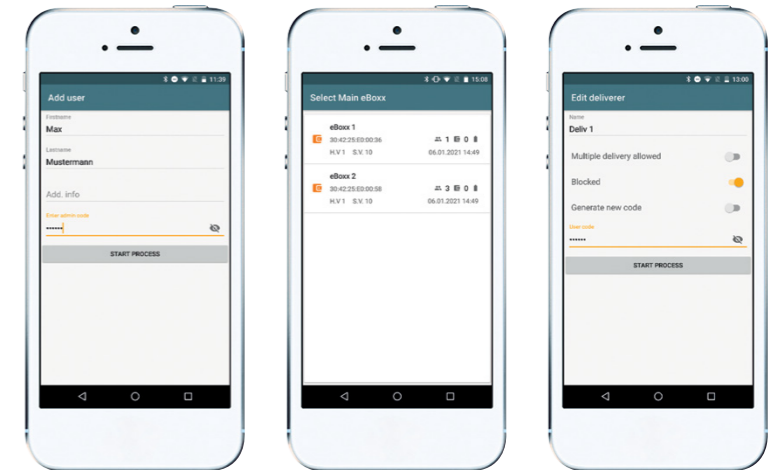 11:39
Add user
Firstname
Max
Lastname
Mustermann
Add. info
Enter admin code
START PROCESS
15:08
Select Main eBoxx
eBoxx 1
30:42:25:E0:00:36
1 0
H.V 1 S.V. 10
06.01.2021 14:49
eBoxx 2
30:42:25:E0:00:58
3 0
H.V 1 S.V. 10
06.01.2021 14:49
13:00
Edit deliverer
Name
Deliv 1
Multiple delivery allowed
Blocked
Generate new code
User code
START PROCESS